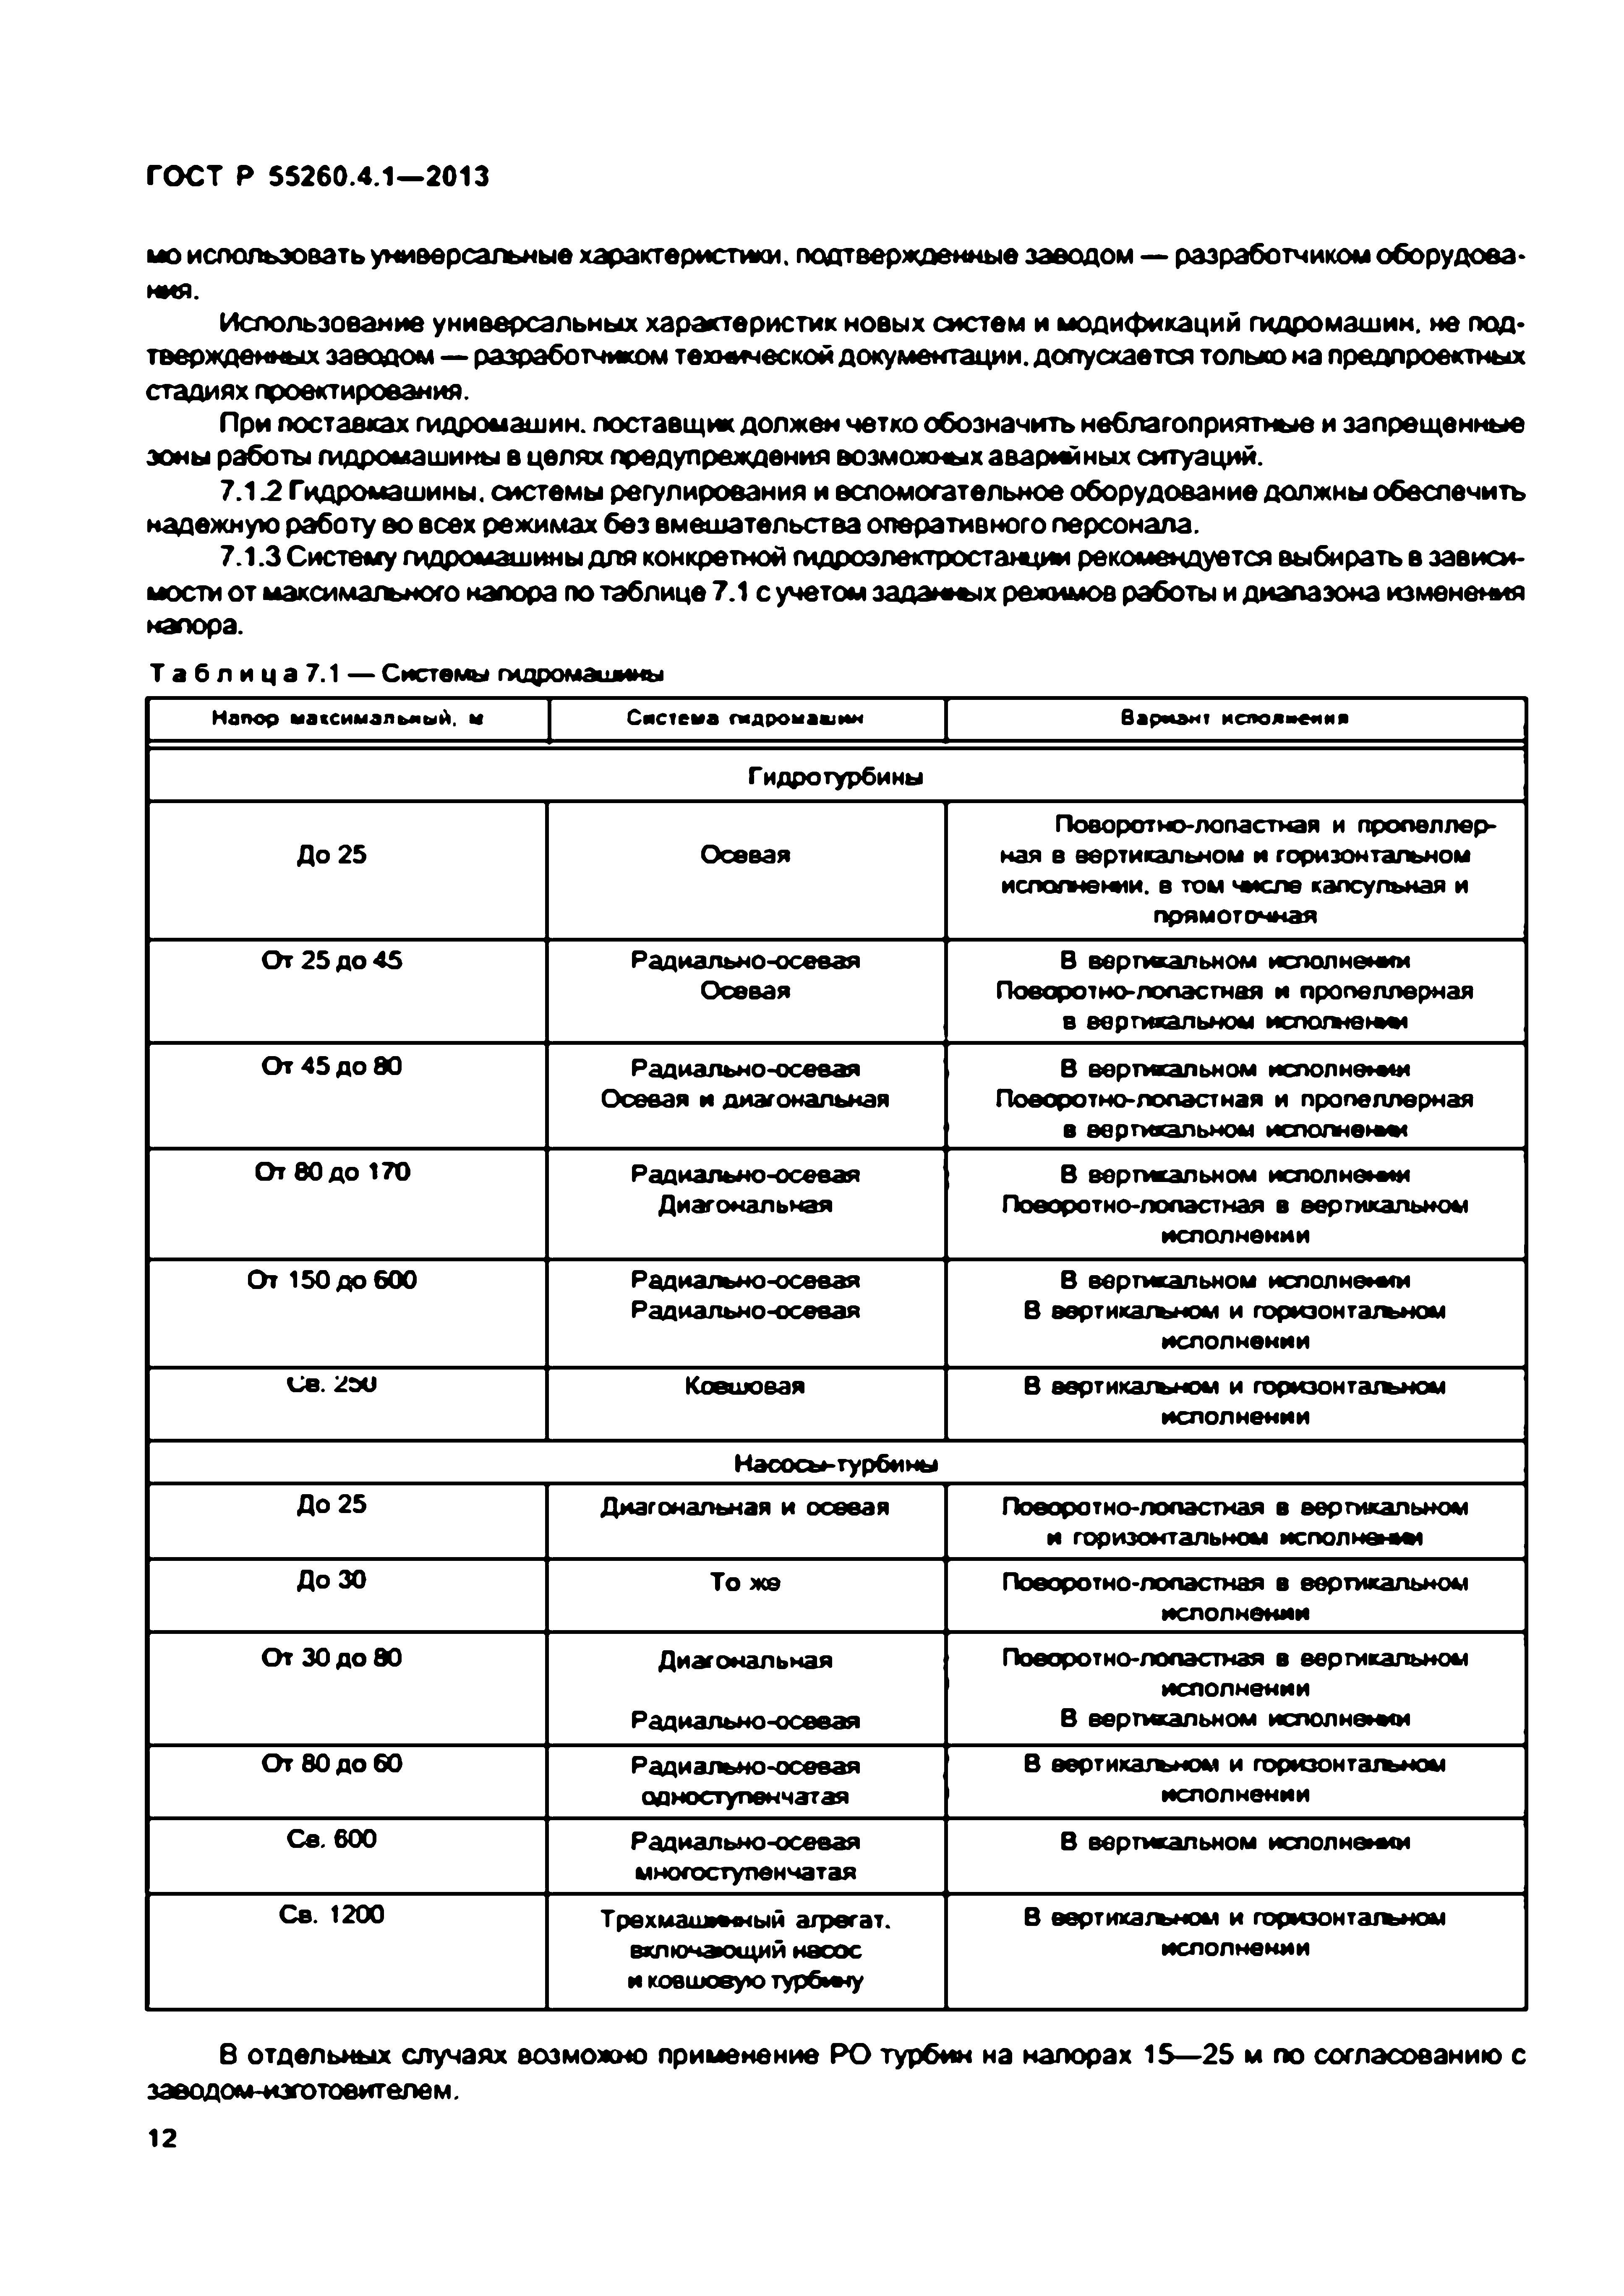 ГОСТ Р 55260.4.1—2013
мо использовать универсальные характеристики, подтвержденные заводом — разработчиком оборудова-
ния.
Использование универсальных характеристик новых систем и модификаций гидромашин, не под-
твержденных заводом — разработчиком технической документации, допускается только на предпроектных
стадиях проектирования.
При поставках гидромашин, поставщик должен четко обозначить неблагоприятные и запрещенные
зоны работы гидромашины в целях предупреждения возможных аварийных ситуаций.
7.1.2 Гидромашины, системы регулирования и вспомогательное оборудование должны обеспечить
надежную работу во всех режимах без вмешательства оперативного персонала.
7.1.3 Систему гидромашины для конкретной гидроэлектростанции рекомендуется выбирать в зависи-
мости от максимального напора по таблице 7.1 с учетом заданных режимов работы и диапазона изменения
напора.
Таблица 7.1 — Системы гидромашины
Напор максимальный, м Система гидромашин Вариант исполнения
Гидротурбины
Поворотно-лопастная и пропеллер-
До 25 Осевая ная в вертикальном и горизонтальном
исполнении, в том числе капсульная и
прямоточная
От 25 до 45 Радиально-осевая В вертикальном исполнении
Осевая Поворотно-лопастная и пропеллерная
в вертикальном исполнении
От 45 до 80 Радиально-осевая В вертикальном исполнении
Осевая и диагональная Поворотно-лопастная и пропеллерная
в вертикальном исполнении
От 80 до 170 Радиально-осевая В вертикальном исполнении
Диагональная Поворотно-лопастная в вертикальном
исполнении
От 150 до 600 Радиально-осевая В вертикальном исполнении
Радиально-осевая В вертикальном и горизонтальном
исполнении
Св. 250 Ковшовая В вертикальном и горизонтальном
исполнении
Насосы-турбины
До 25 Диагональная и осевая Поворотно-лопастная в вертикальном
и горизонтальном исполнении
До 30 То же Поворотно-лопастная в вертикальном
исполнении
От 30 до 80 Диагональная Поворотно-лопастная в вертикальном
исполнении
Радиально-осевая В вертикальном исполнении
От 80 до 60 Радиально-осевая В вертикальном и горизонтальном
одноступенчатая исполнении
Св. 600 Радиально-осевая В вертикальном исполнении
многоступенчатая
Св. 1200 Трехмашинный агрегат, В вертикальном и горизонтальном
включающий насос исполнении
и ковшовую турбину
В отдельных случаях возможно применение РО турбин на напорах 15—25 м по согласованию с
заводом-изготовителем.
12